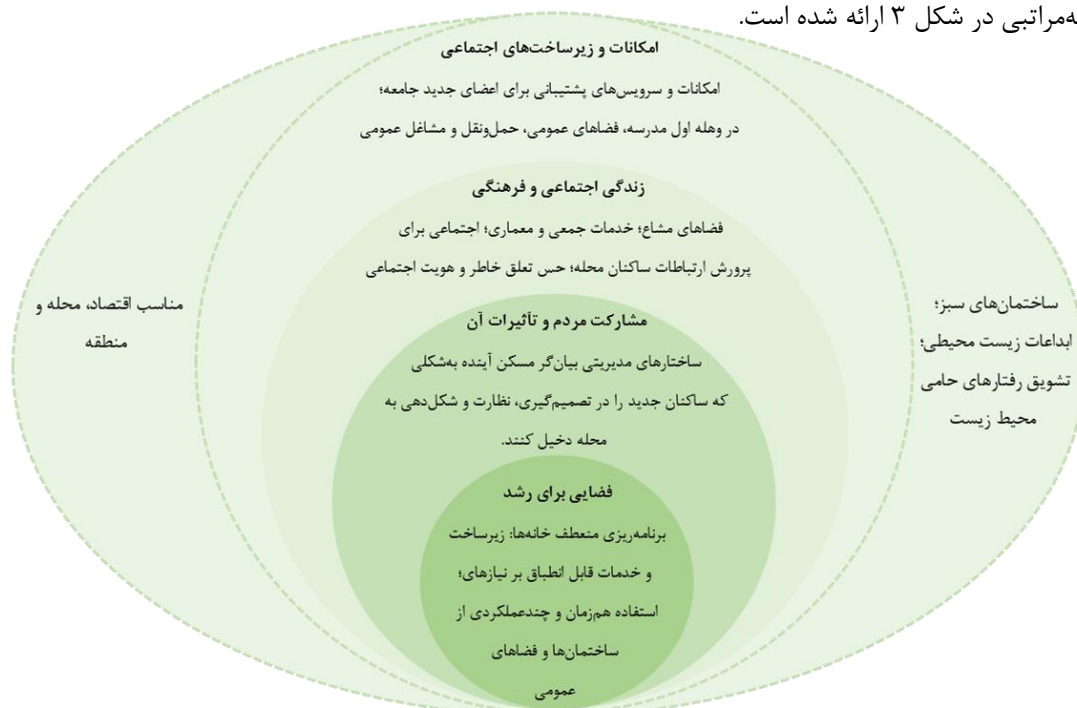 ه‌مراتبی در شکل ۳ ارائه شده است.
امکانات و زیرساخت‌های اجتماعی
امکانات و سرویس‌های پشتیبانی برای اعضای جدید جامعه؛
در وهله اول مدرسه، فضاهای عمومی، حمل‌ونقل و مشاغل عمومی
زندگی اجتماعی و فرهنگی
فضاهای مشاع؛ خدمات جمعی و معماری؛ اجتماعی برای
پرورش ارتباطات ساکنان محله؛ حس تعلق خاطر و هویت اجتماعی
ساختمان‌های سبز؛
ابداعات زیست محیطی؛
تشویق رفتارهای حامی
محیط زیست
مناسب اقتصاد، محله و
منطقه
مشارکت مردم و تأثیرات آن
ساختارهای مدیریتی بیان‌گر مسکن آینده به‌شکلی
که ساکنان جدید را در تصمیم‌گیری، نظارت و شکل‌دهی به
محله دخیل کنند.
فضایی برای رشد
برنامه‌ریزی منعطف خانه‌ها: زیرساخت
و خدمات قابل انطباق بر نیازهای؛
استفاده هم‌زمان و چندعملکردی از
ساختمان‌ها و فضاهای
عمومی